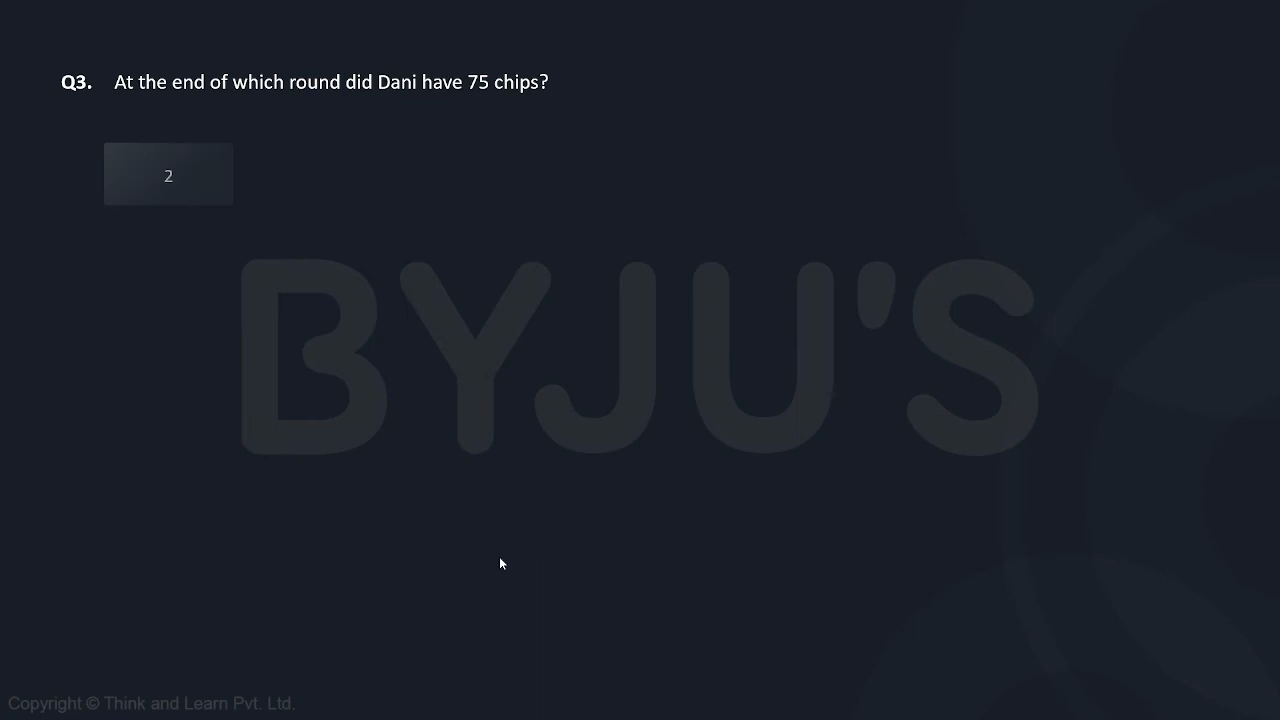 Q3. At the end of which round did Dani have 75 chips?
2
BYJU'S
Copyright © Think and Learn Pvt. Ltd.